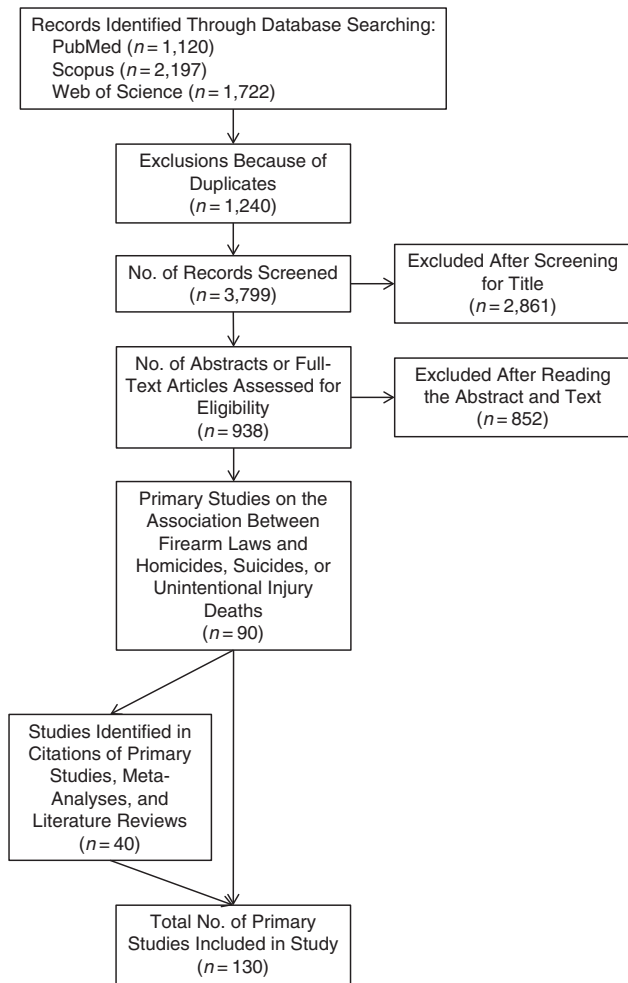 Records Identified Through Database Searching:
PubMed (n = 1,120)
Scopus (n = 2,197)
Web of Science (n = 1,722)
Exclusions Because of
Duplicates
(n = 1,240)
No. of Records Screened
(n = 3,799)
Excluded After Screening
for Title
(n = 2,861)
No. of Abstracts or Full-
Text Articles Assessed for
Eligibility
(n = 938)
Excluded After Reading
the Abstract and Text
(n = 852)
Primary Studies on the
Association Between
Firearm Laws and
Homicides, Suicides, or
Unintentional Injury
Deaths
(n = 90)
Studies Identified in
Citations of Primary
Studies, Meta-
Analyses, and
Literature Reviews
(n = 40)
Total No. of Primary
Studies Included in Study
(n = 130)